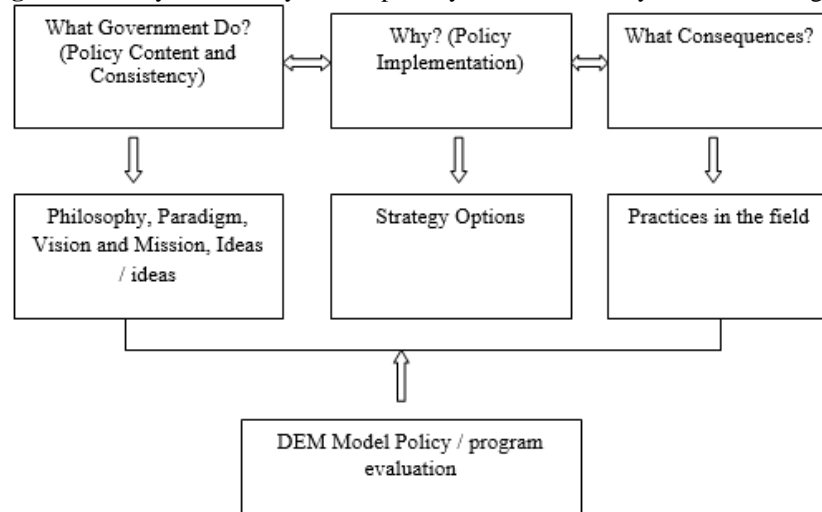 What Government Do?
(Policy Content and
Consistency)
Why? (Policy
Implementation)
What Consequences?
Philosophy, Paradigm,
Vision and Mission, Ideas
/ ideas
Strategy Options
Practices in the field
DEM Model Policy / program
evaluation